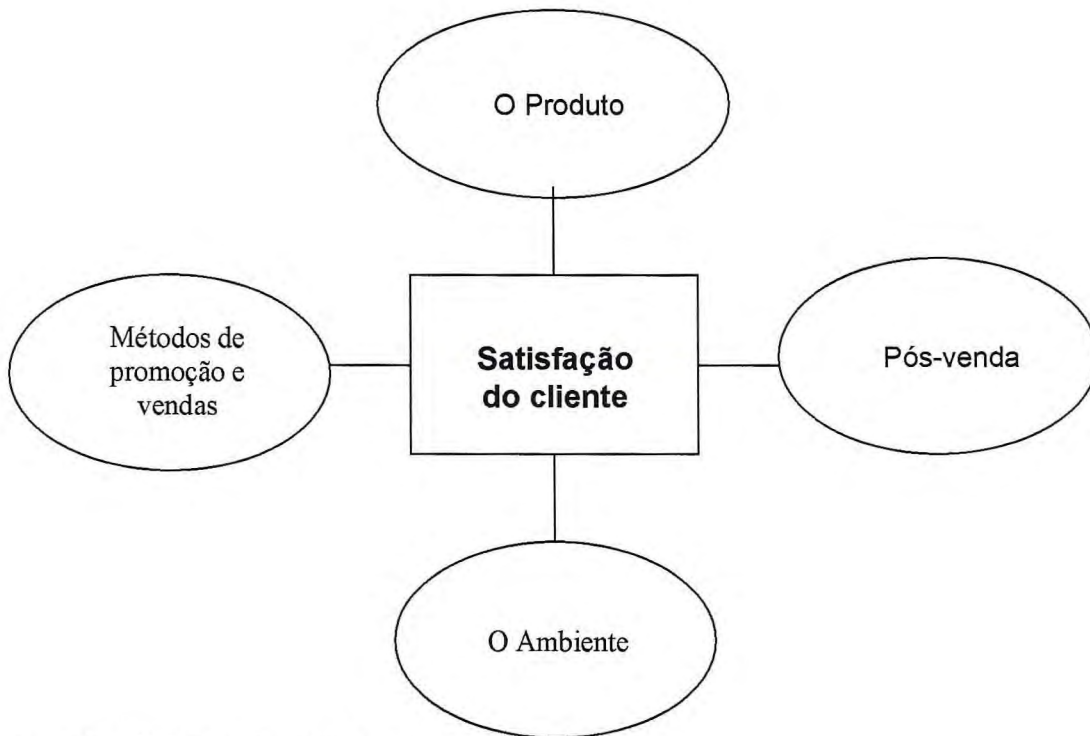 O Produto
Métodos de
promoção e
vendas
Satisfação
do cliente
Pós-venda
O Ambiente